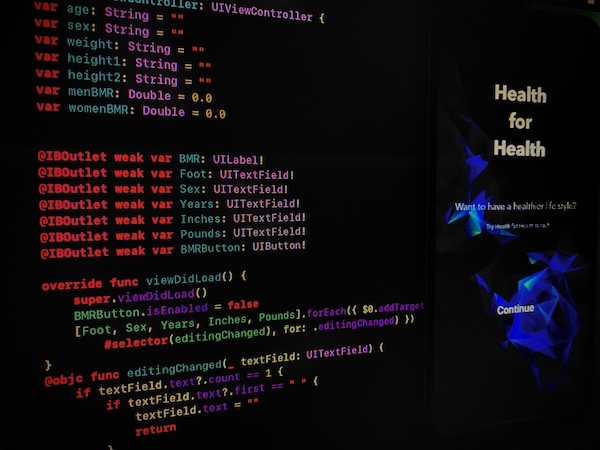 Controller: UIViewController {
var age: String = ""
var sex: String = ""
var weight: String = ""
var height1: String = ""
var height2: String = ""
var menBMR: Double = 0.0
var womenBMR: Double = 0.0
@IBOutlet weak var BMR: UILabel!
@IBOutlet weak var Foot: UITextField!
@IBOutlet weak var Sex: UITextField!
@IBOutlet weak var Years: UITextField!
@IBOutlet weak var Inches: UITextField!
@IBOutlet weak var Pounds: UITextField!
@IBOutlet weak var BMRButton: UIButton!
override func viewDidLoad() {
super.viewDidLoad()
BMRButton.isEnabled = false
[Foot, Sex, Years, Inches, Pounds].forEach({ $0.addTarget
#selector(editingChanged), for: .editingChanged) })
}
@objc func editingChanged(_ textField: UITextField) {
if textField.text?.count == 1 {
if textField.text?.first == " " {
textField.text = ""
return
}
Health
for
Health
Want to have a healthier life style?
Try Health for Health today!
Continue